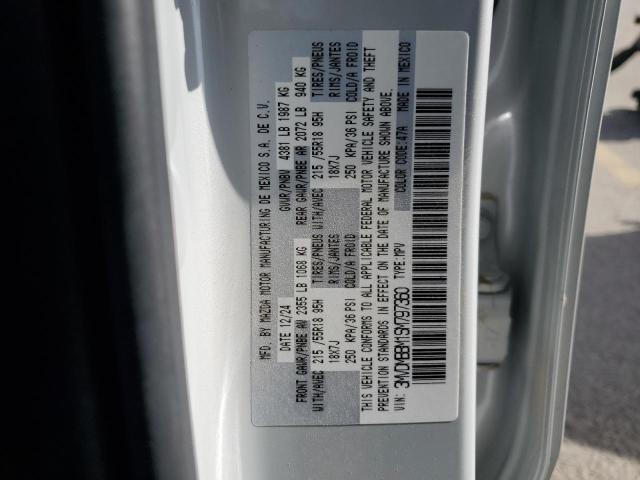 MFD. BY MAZDA MOTOR MANUFACTURING DE MEXICO S.A. DE C.V.
DATE 12/24 GVWR/PNBV 4381 LB 1987 KG
FRONT GAWR/PNBE AV 2355 LB 1068 KG REAR GAWR/PNBE AR 2072 LB 940 KG
WITH/AVEC 215/55R18 95H TIRES/PNEUS WITH/AVEC 215/55R18 95H TIRES/PNEUS
18X7J RIMS/JANTES 18X7J RIMS/JANTES
250 KPA/36 PSI COLD/A FROID 250 KPA/36 PSI COLD/A FROID
THIS VEHICLE CONFORMS TO ALL APPLICABLE FEDERAL MOTOR VEHICLE SAFETY AND THEFT
PREVENTION STANDARDS IN EFFECT ON THE DATE OF MANUFACTURE SHOWN ABOVE.
VIN: TYPE:MPV COLOR CODE:47A MADE IN MEXICO